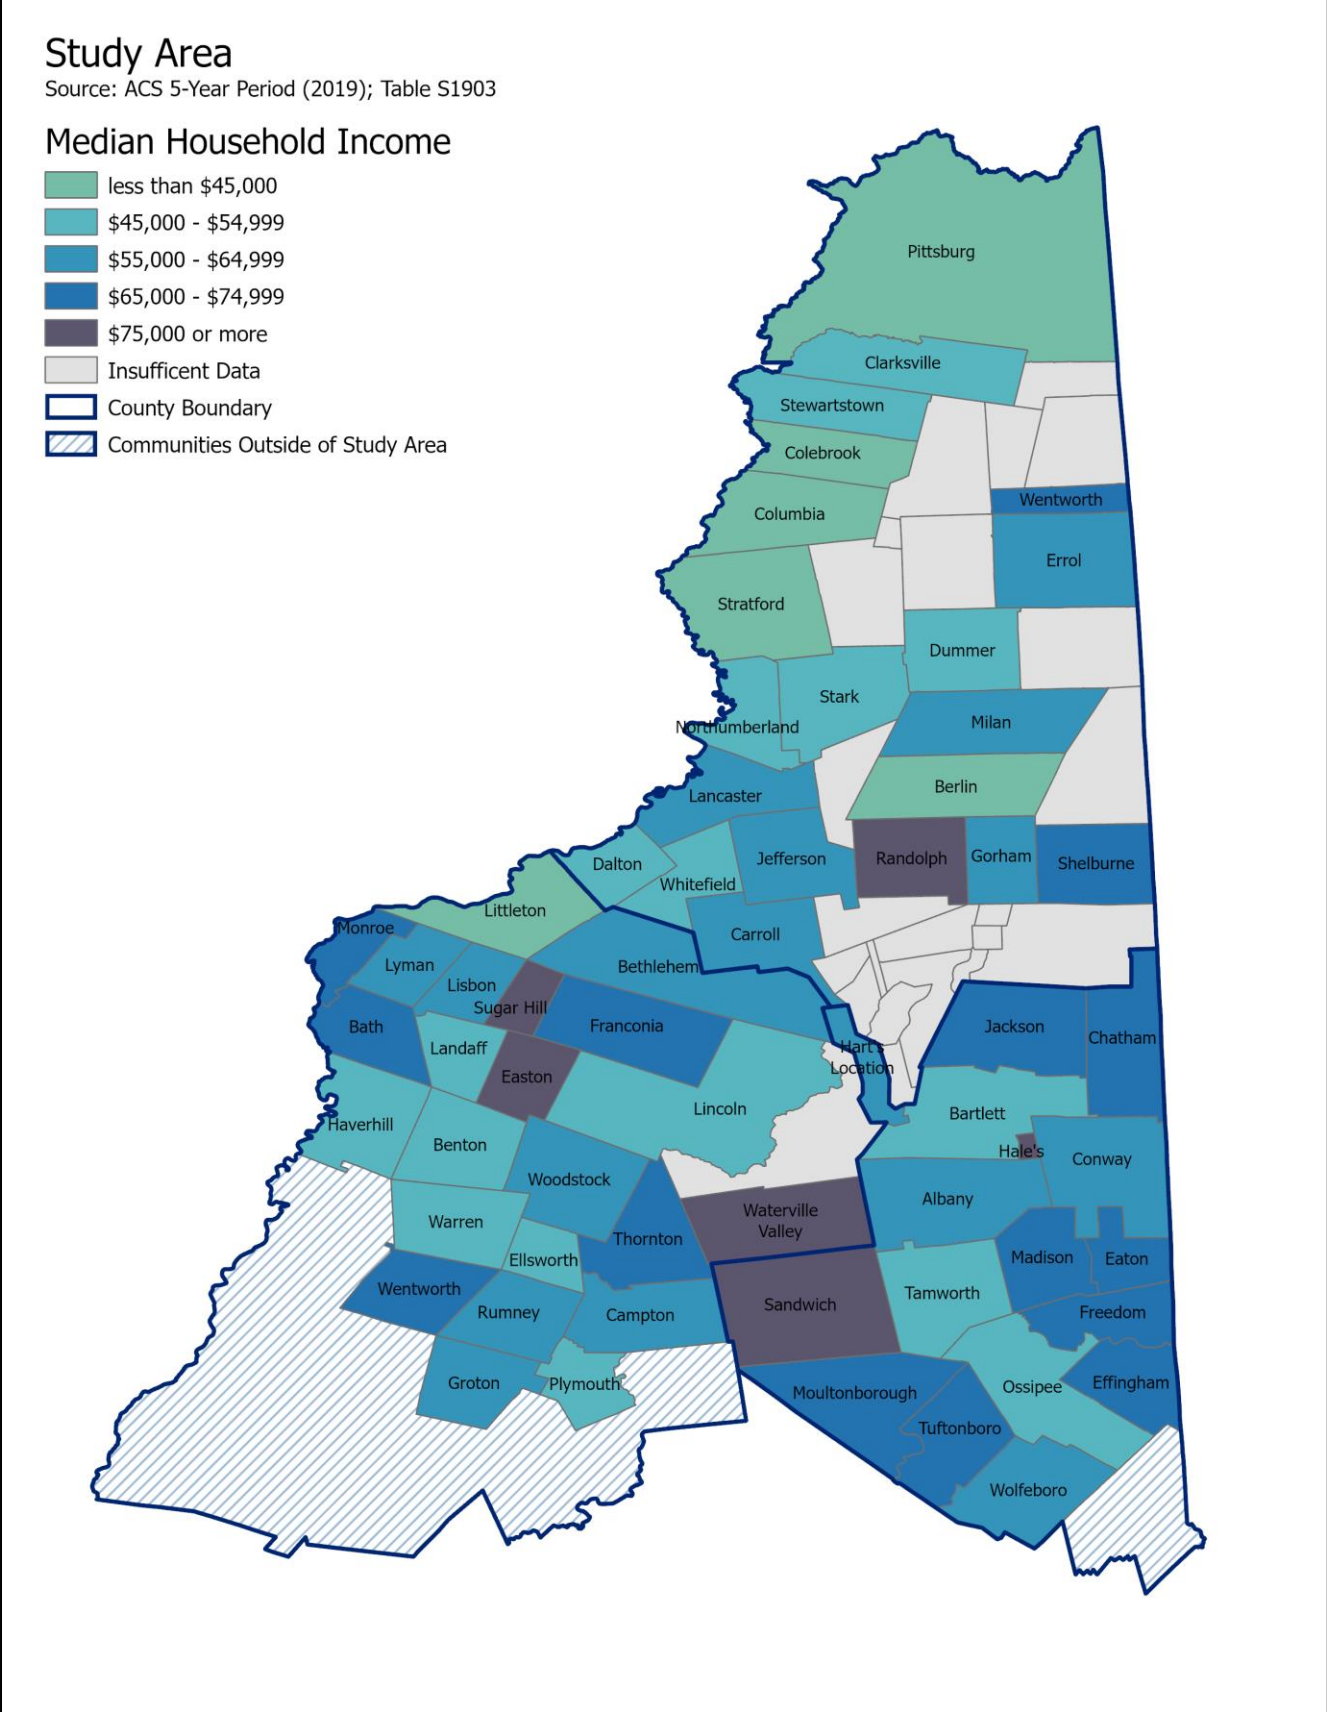 Study Area
Source: ACS 5-Year Period (2019); Table S1903
Median Household Income
less than $45,000
$45,000 - $54,999
$55,000 - $64,999
$65,000 - $74,999
$75,000 or more
Insufficent Data
County Boundary
Communities Outside of Study Area
Pittsburg
Clarksville
Stewartstown
Colebrook
Wentworth
Columbia
Errol
Stratford
Dummer
Stark
Milan
Northumberland
Berlin
Lancaster
Jefferson
Randolph
Gorham
Shelburne
Dalton
Whitefield
Littleton
Monroe
Carroll
Lyman
Bethlehem
Lisbon
Sugar Hill
Bath
Franconia
Jackson
Chatham
Landaff
Hart's
Location
Easton
Lincoln
Bartlett
Haverhill
Benton
Hale's
Conway
Woodstock
Albany
Warren
Waterville
Valley
Thornton
Ellsworth
Madison
Eaton
Wentworth
Tamworth
Sandwich
Rumney
Campton
Freedom
Groton
Plymouth
Moultonborough
Ossipee
Effingham
Tuftonboro
Wolfeboro